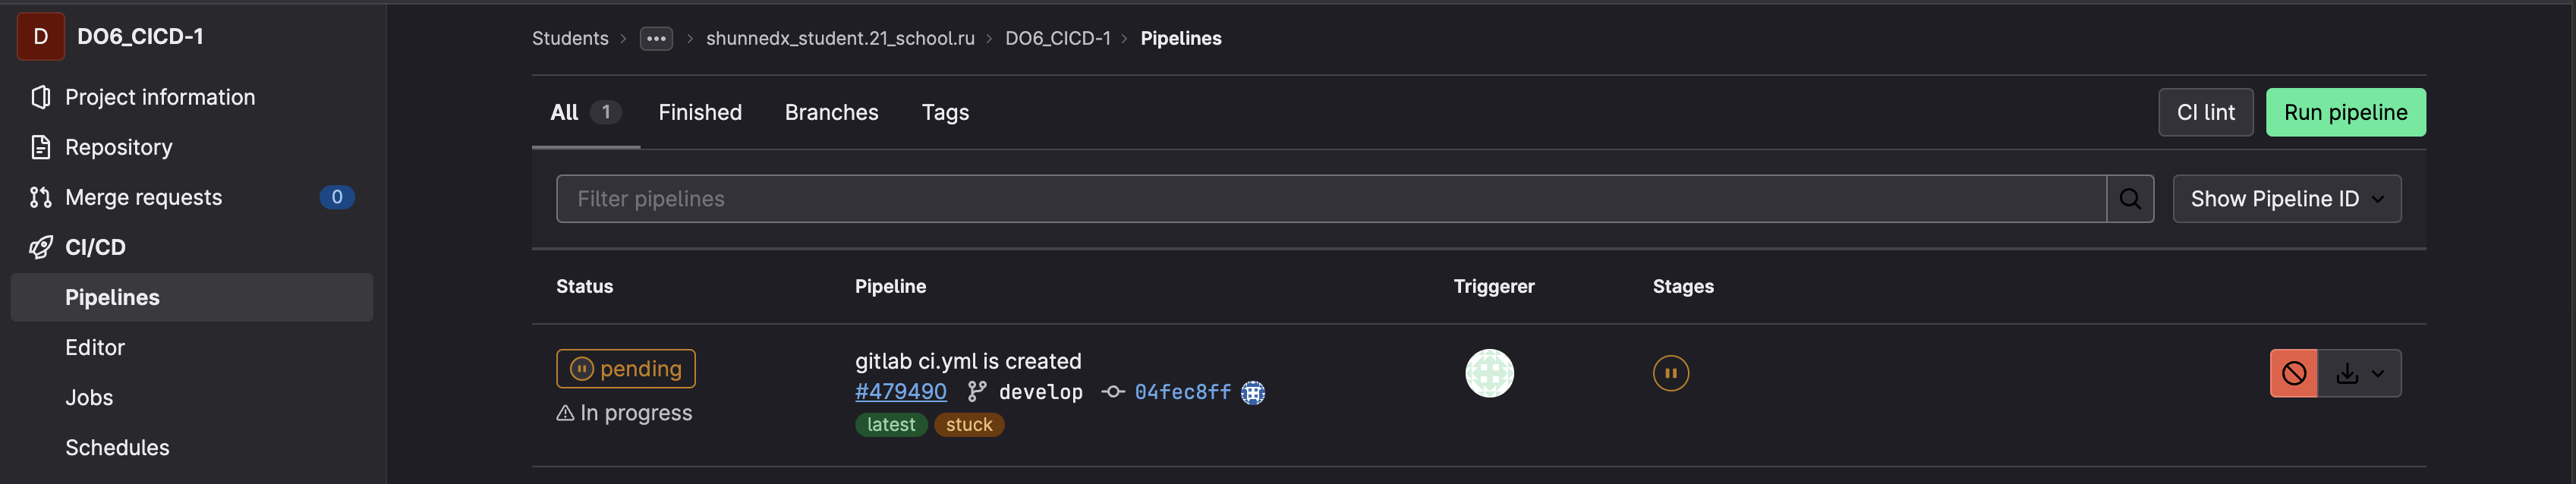 D DO6_CICD-1
Project information
Repository
Merge requests 0
CI/CD
Pipelines
Editor
Jobs
Schedules
Students > ••• > shunnedx_student.21_school.ru > DO6_CICD-1 > Pipelines
All 1 Finished Branches Tags CI lint Run pipeline
Filter pipelines Show Pipeline ID
Status Pipeline Triggerer Stages
pending
In progress
gitlab ci.yml is created
#479490 develop 04fec8ff
latest stuck